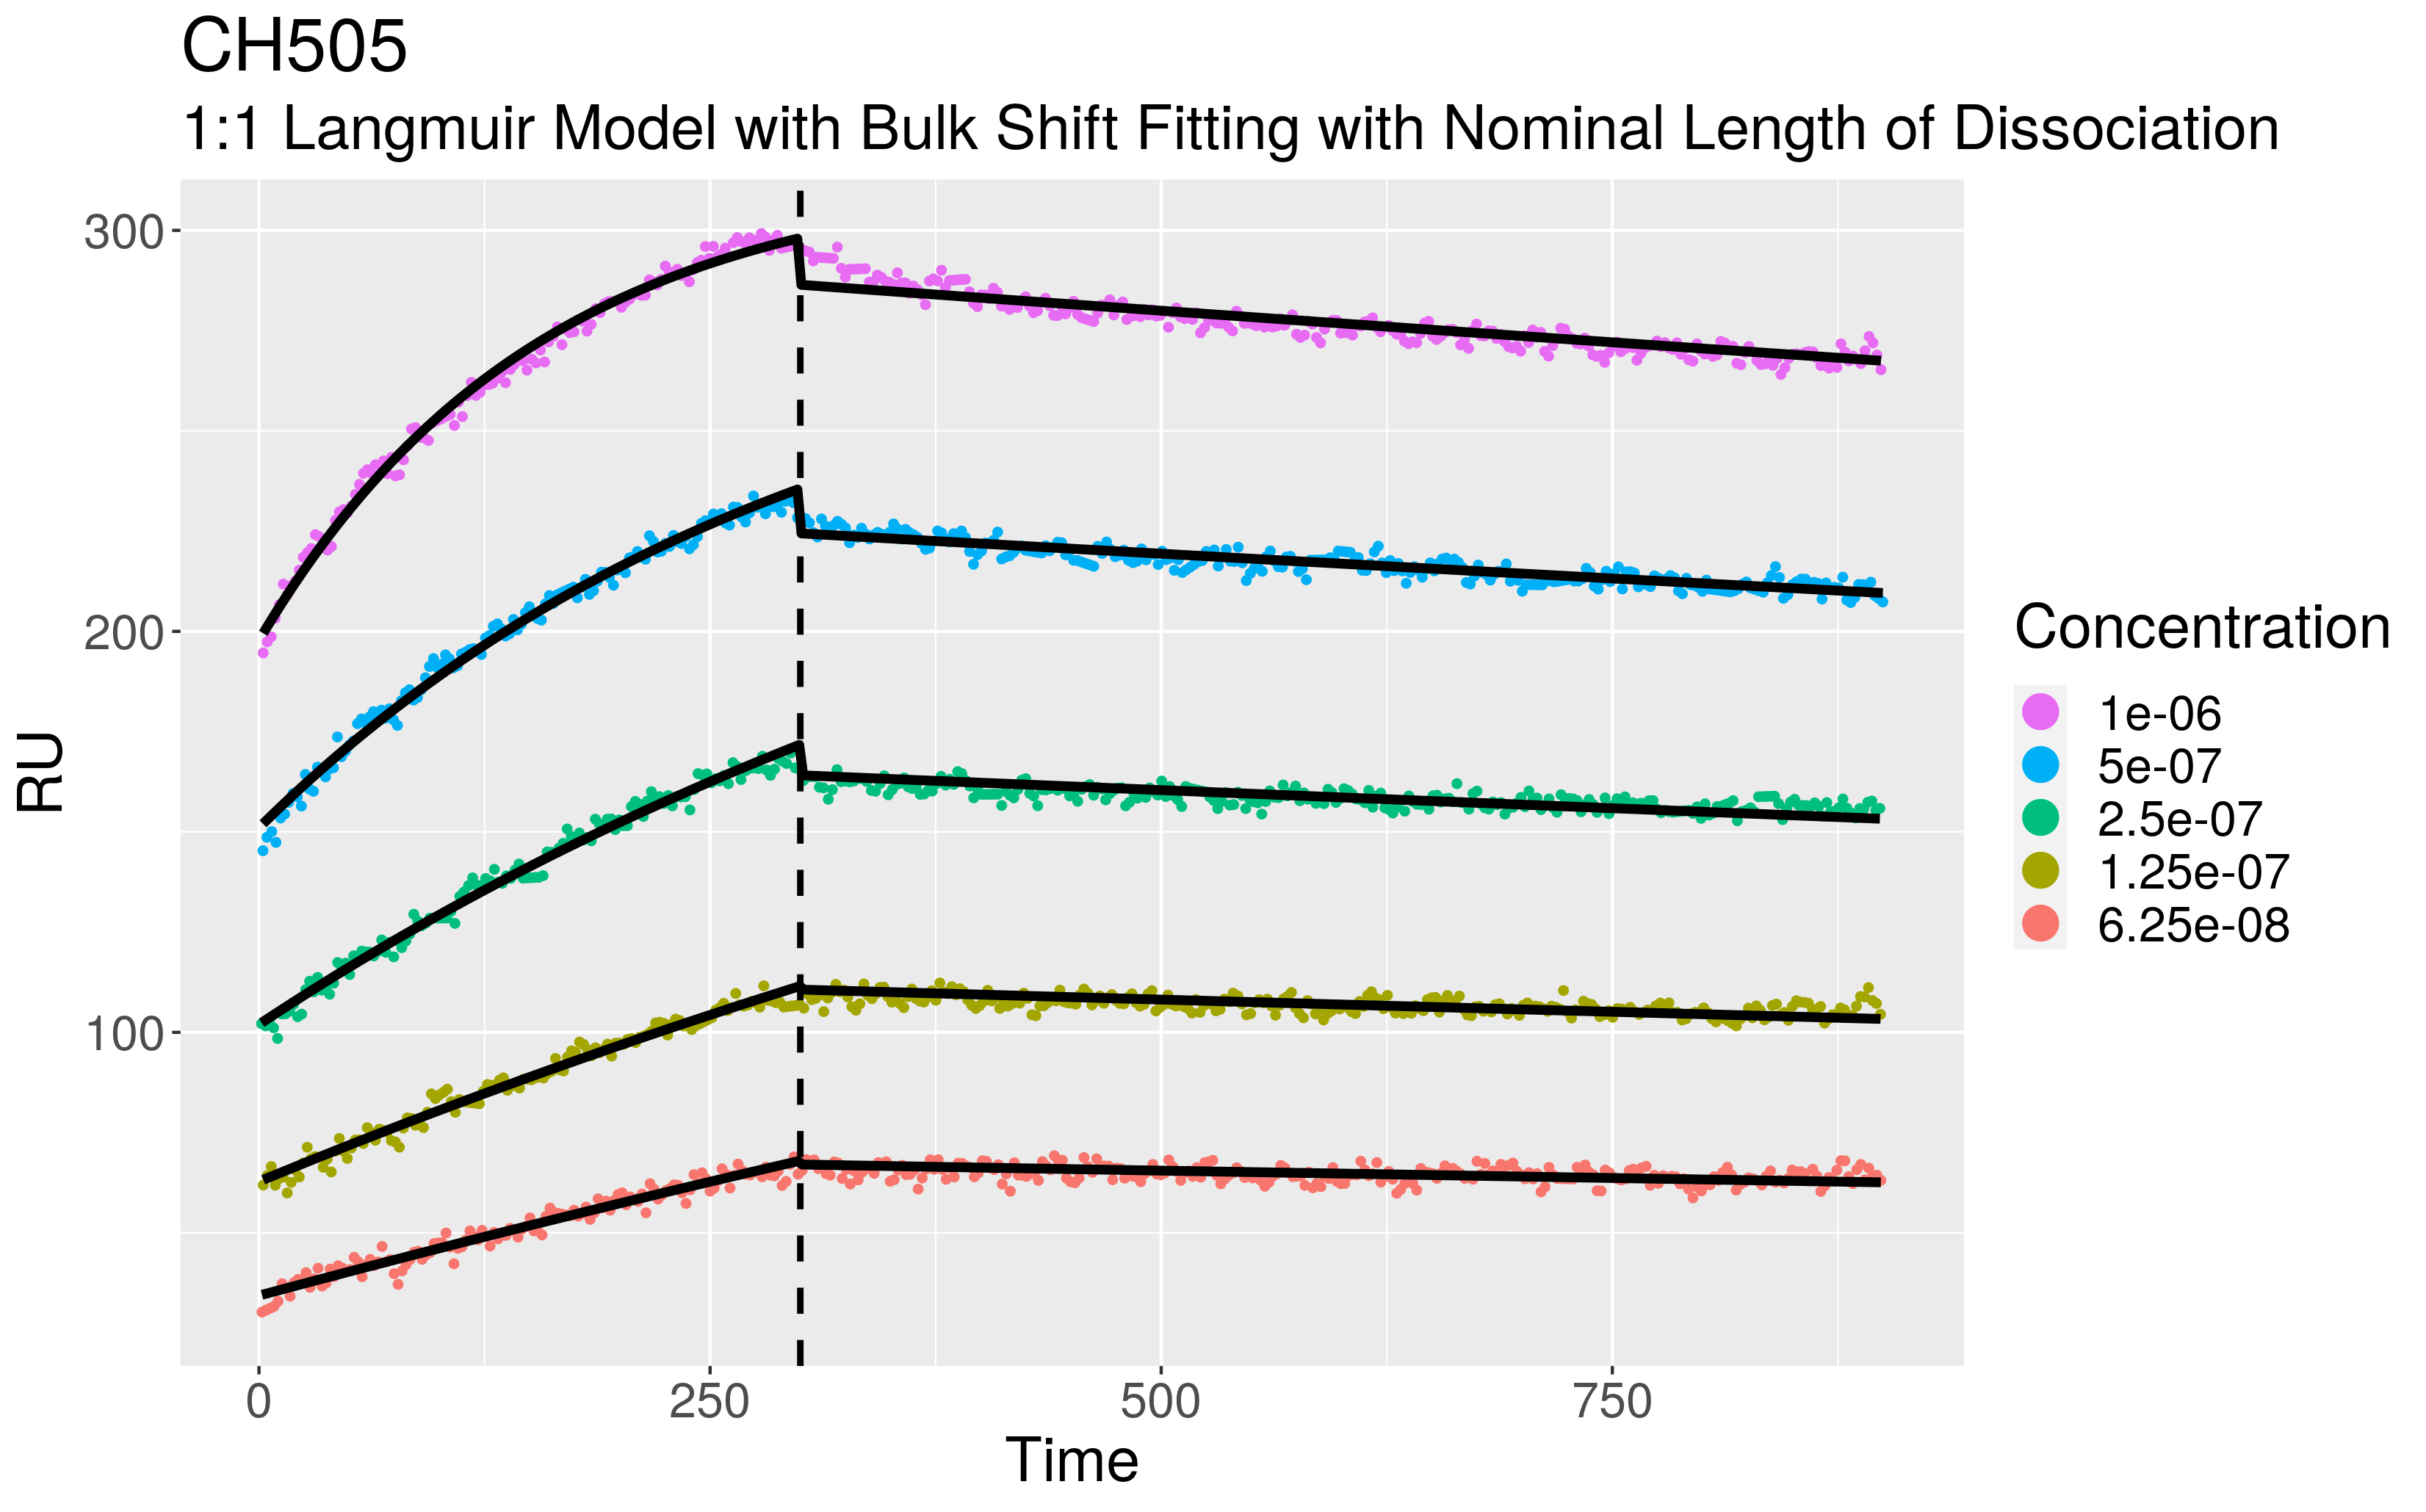 CH505
1:1 Langmuir Model with Bulk Shift Fitting with Nominal Length of Dissociation
300
200
100
RU
0 250 500 750
Time
Concentration
1e-06
5e-07
2.5e-07
1.25e-07
6.25e-08